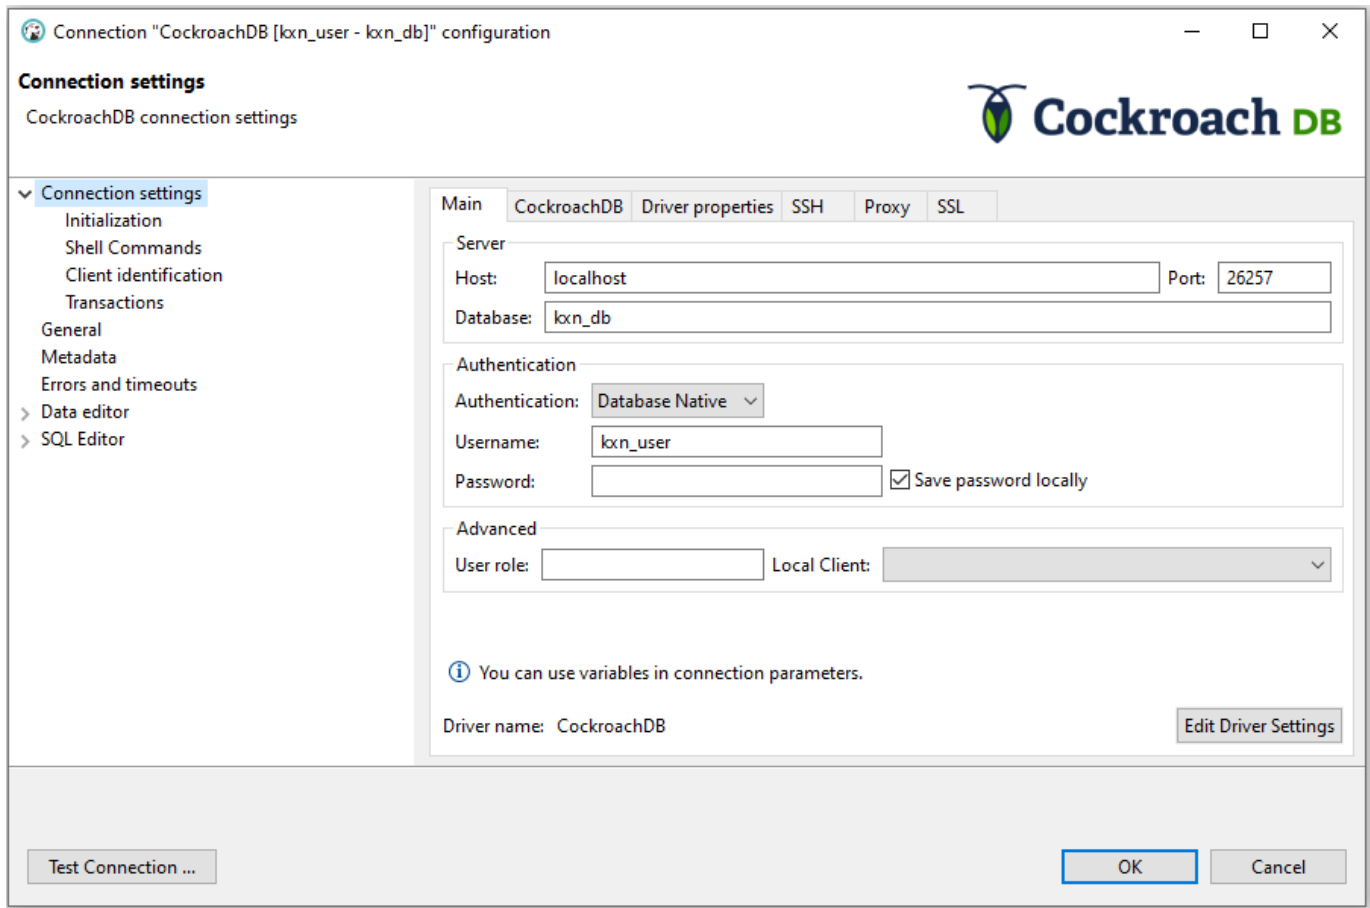 Connection "CockroachDB [kxn_user - kxn_db]" configuration
Connection settings
CockroachDB connection settings
Cockroach DB
Connection settings
Initialization
Shell Commands
Client identification
Transactions
General
Metadata
Errors and timeouts
Data editor
SQL Editor
Main CockroachDB Driver properties SSH Proxy SSL
Server
Host: localhost Port: 26257
Database: kxn_db
Authentication
Authentication: Database Native
Username: kxn_user
Password: Save password locally
Advanced
User role: Local Client:
You can use variables in connection parameters.
Driver name: CockroachDB Edit Driver Settings
Test Connection ... OK Cancel